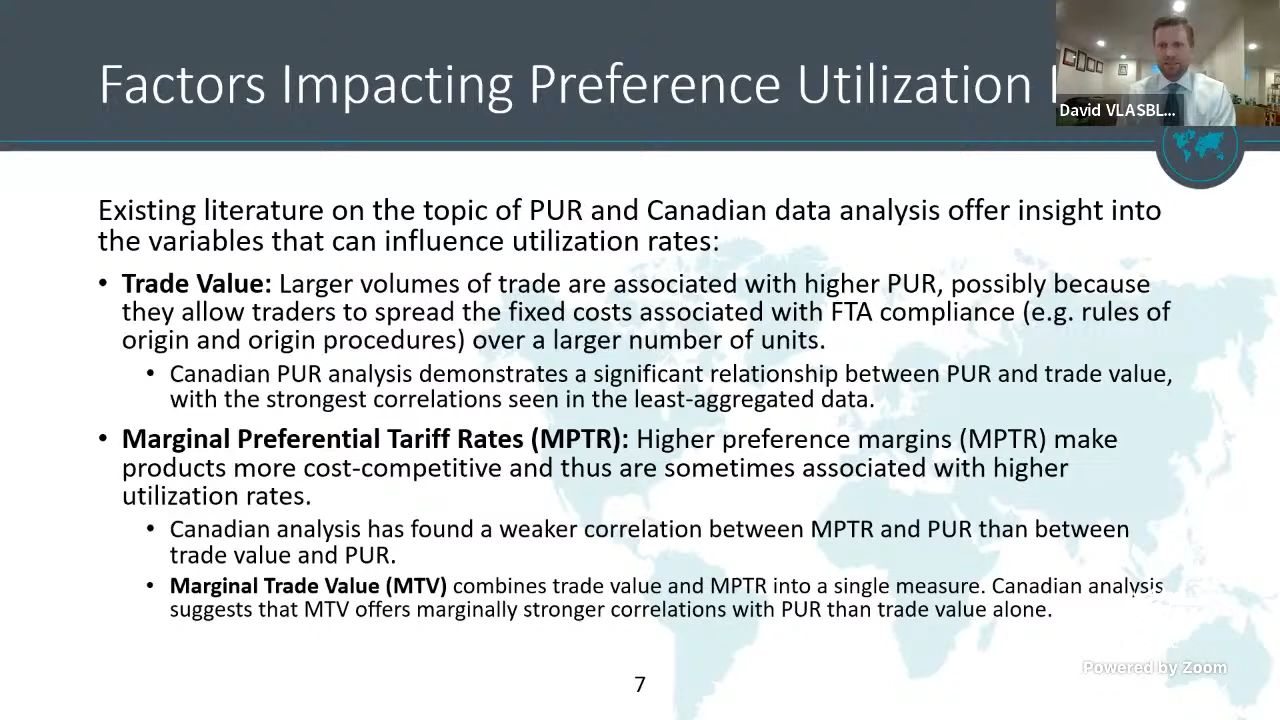 Factors Impacting Preference Utilization
David VLASBL...
Existing literature on the topic of PUR and Canadian data analysis offer insight into
the variables that can influence utilization rates:
• Trade Value: Larger volumes of trade are associated with higher PUR, possibly because
they allow traders to spread the fixed costs associated with FTA compliance (e.g. rules of
origin and origin procedures) over a larger number of units.
• Canadian PUR analysis demonstrates a significant relationship between PUR and trade value,
with the strongest correlations seen in the least-aggregated data.
• Marginal Preferential Tariff Rates (MPTR): Higher preference margins (MPTR) make
products more cost-competitive and thus are sometimes associated with higher
utilization rates.
• Canadian analysis has found a weaker correlation between MPTR and PUR than between
trade value and PUR.
• Marginal Trade Value (MTV) combines trade value and MPTR into a single measure. Canadian analysis
suggests that MTV offers marginally stronger correlations with PUR than trade value alone.
Powered by Zoom
7